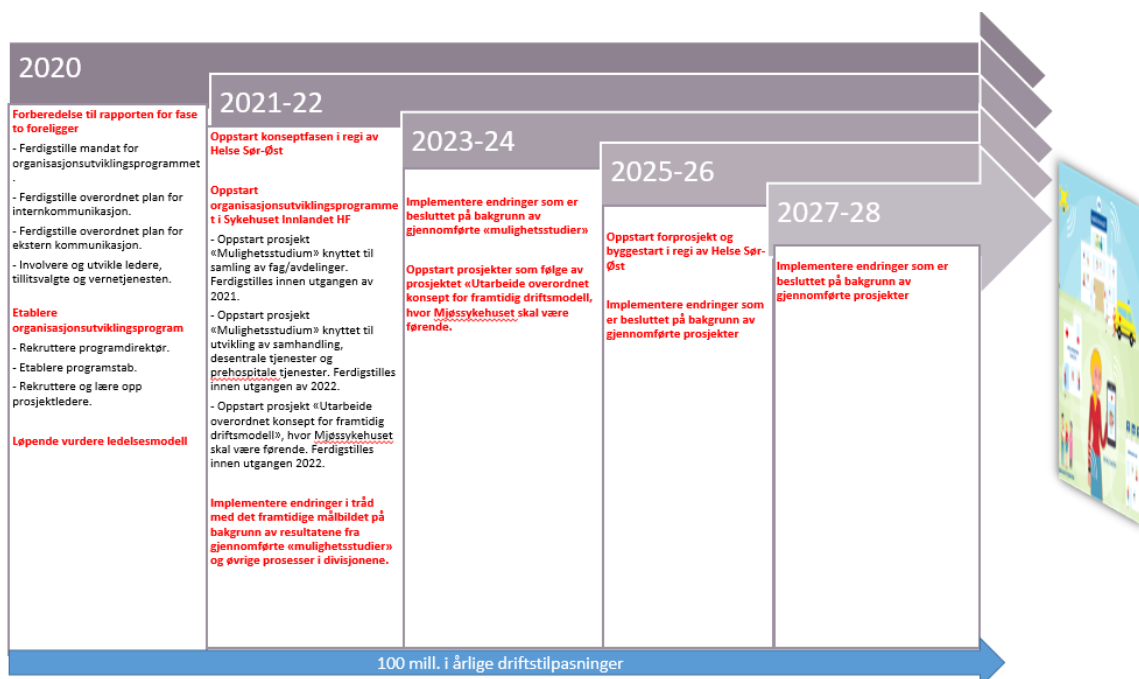 2020
Forberedelse til rapporten for fase
to foreligger
- Ferdigstille mandat for
organisasjonsutviklingsprogrammet
.
- Ferdigstille overordnet plan for
internkommunikasjon.
- Ferdigstille overordnet plan for
ekstern kommunikasjon.
- Involvere og utvikle ledere,
tillitsvalgte og vernetjenesten.
Etablere
organisasjonsutviklingsprogram
- Rekruttere programdirektør.
- Etablere programstab.
- Rekruttere og lære opp
prosjektledere.
Løpende vurdere ledelsesmodell
2021-22
Oppstart konseptfasen i regi av
Helse Sør-Øst
Oppstart
organisasjonsutviklingsprogramme
t i Sykehuset Innlandet HF
- Oppstart prosjekt
«Mulighetsstudium» knyttet til
samling av fag/avdelinger.
Ferdigstilles innen utgangen av
2021.
- Oppstart prosjekt
«Mulighetsstudium» knyttet til
utvikling av samhandling,
desentrale tjenester og
prehospitale tjenester. Ferdigstilles
innen utgangen av 2022.
- Oppstart prosjekt «Utarbeide
overordnet konsept for framtidig
driftsmodell», hvor Mjøssykehuset
skal være førende. Ferdigstilles
innen utgangen 2022.
Implementere endringer i tråd
med det framtidige målbildet på
bakgrunn av resultatene fra
gjennomførte «mulighetsstudier»
og øvrige prosesser i divisjonene.
2023-24
Implementere endringer som er
besluttet på bakgrunn av
gjennomførte «mulighetsstudier»
Oppstart prosjekter som følge av
prosjektet «Utarbeide overordnet
konsept for framtidig driftsmodell,
hvor Mjøssykehuset skal være
førende.
2025-26
Oppstart forprosjekt og
byggestart i regi av Helse Sør-
Øst
Implementere endringer som
er besluttet på bakgrunn av
gjennomførte prosjekter
2027-28
Implementere endringer som er
besluttet på bakgrunn av
gjennomførte prosjekter
100 mill. i årlige driftstilpasninger